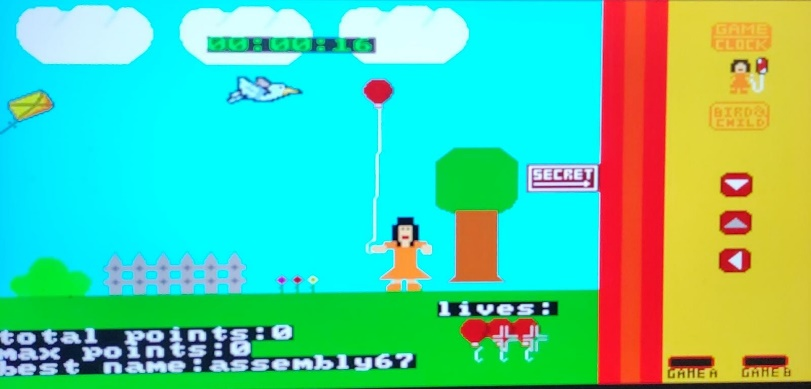 00:00:16
SECRET
lives:
total points:0
max points:0
best name:assembly67
GAME
CLOCK
BIRD@
CHILD
GAME A
GAME B